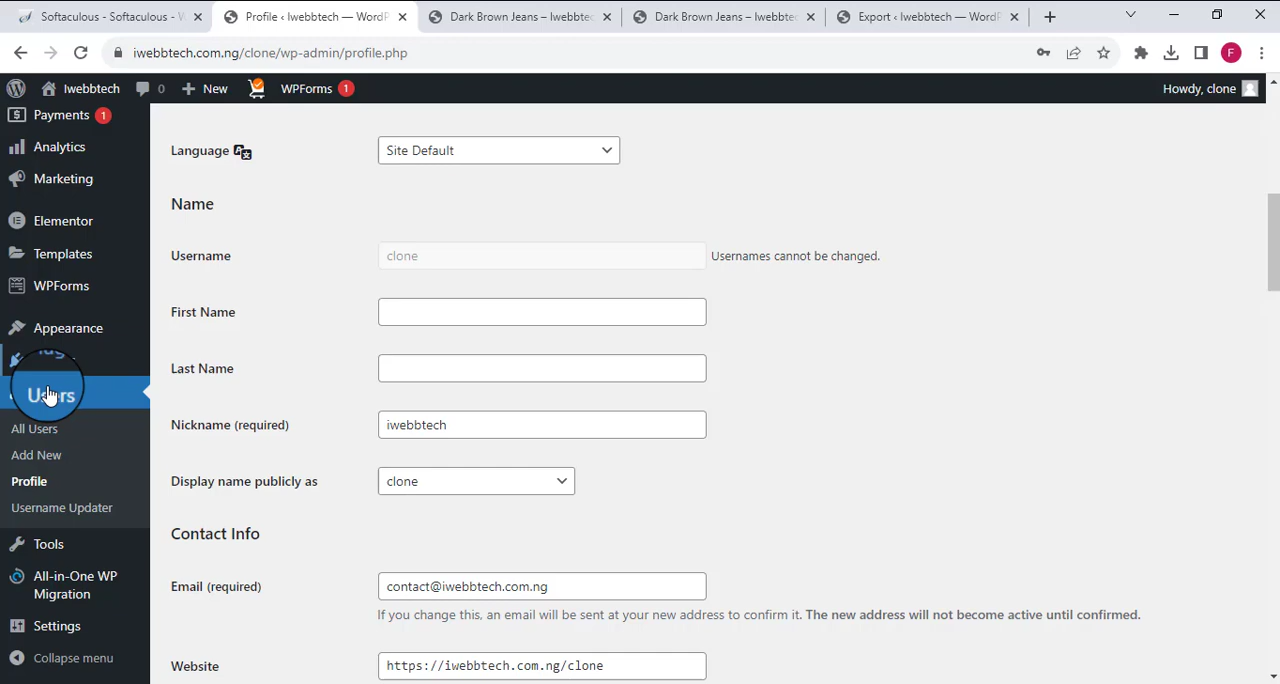 Softaculous - Softaculous - W
Profile ‹ Iwebbtech — WordP
Dark Brown Jeans – Iwebbtec
Dark Brown Jeans – Iwebbtec
Export ‹ Iwebbtech — WordP
iwebbtech.com.ng/clone/wp-admin/profile.php
F
Iwebbtech
0
New
WPForms
1
Howdy, clone
Payments 1
Analytics
Marketing
Elementor
Templates
WPForms
Appearance
Users
All Users
Add New
Profile
Username Updater
Tools
All-in-One WP
Migration
Settings
Collapse menu
Language
Site Default
Name
Username
clone
Usernames cannot be changed.
First Name
Last Name
Nickname (required)
iwebbtech
Display name publicly as
clone
Contact Info
Email (required)
contact@iwebbtech.com.ng
If you change this, an email will be sent at your new address to confirm it. The new address will not become active until confirmed.
Website
https://iwebbtech.com.ng/clone